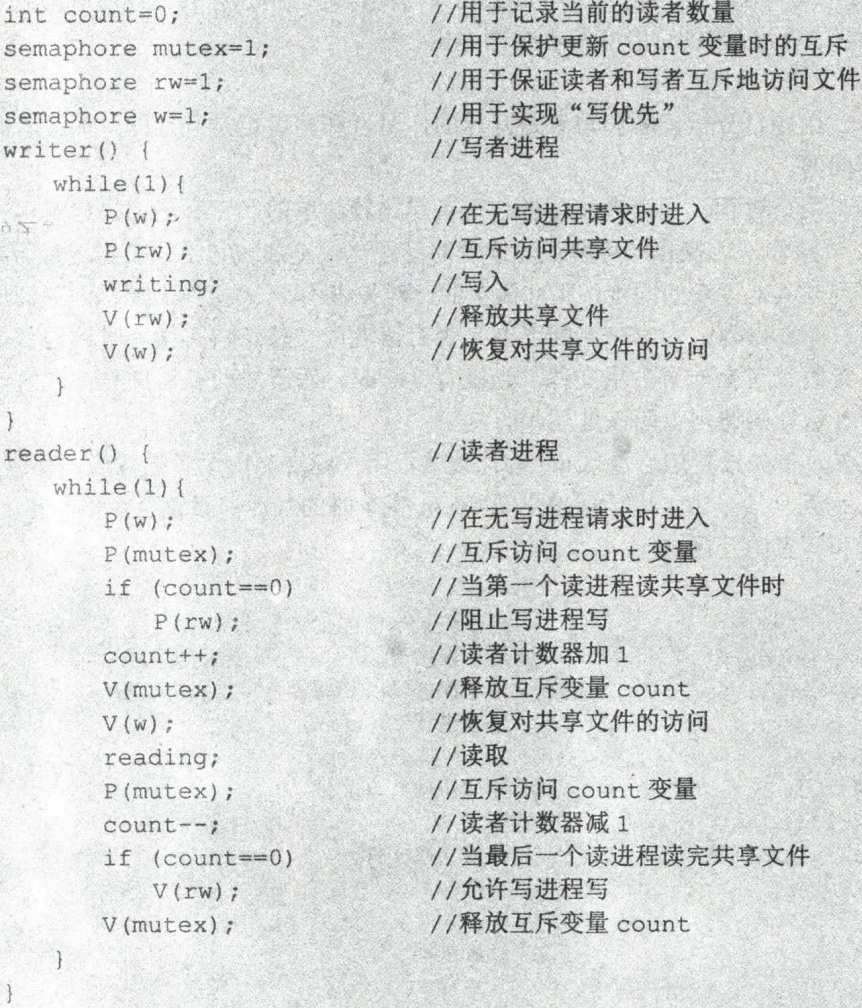 int count=0; //用于记录当前的读者数量
semaphore mutex=1; //用于保护更新 count 变量时的互斥
semaphore rw=1; //用于保证读者和写者互斥地访问文件
semaphore w=1; //用于实现“写优先”
writer() { //写者进程
while(1){
P(w); //在无写进程请求时进入
P(rw); //互斥访问共享文件
writing; //写入
V(rw); //释放共享文件
V(w); //恢复对共享文件的访问
}
}
reader() { //读者进程
while(1){
P(w); //在无写进程请求时进入
P(mutex); //互斥访问 count 变量
if (count==0) //当第一个读进程读共享文件时
P(rw); //阻止写进程写
count++; //读者计数器加 1
V(mutex); //释放互斥变量 count
V(w); //恢复对共享文件的访问
reading; //读取
P(mutex); //互斥访问 count 变量
count--; //读者计数器减 1
if (count==0) //当最后一个读进程读完共享文件
V(rw); //允许写进程写
V(mutex); //释放互斥变量 count
}
}